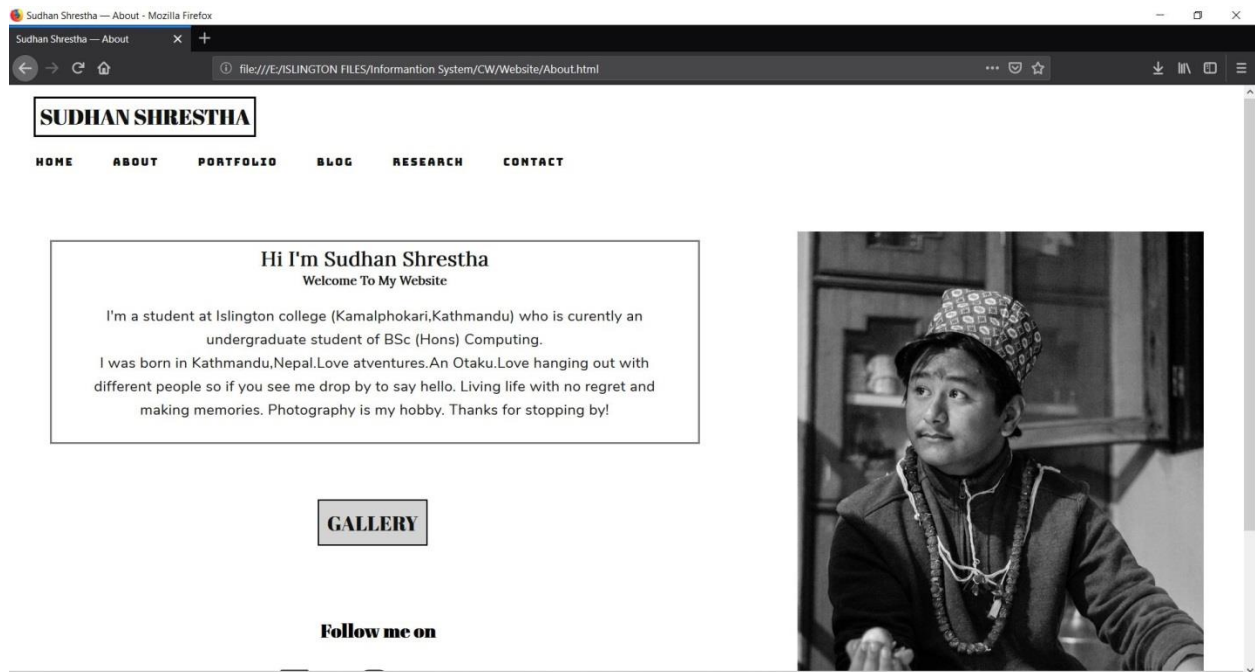 Sudhan Shrestha — About - Mozilla Firefox
Sudhan Shrestha — About
file:///E:/ISLINGTON FILES/Informantion System/CW/Website/About.html
SUDHAN SHRESTHA
HOME ABOUT PORTFOLIO BLOG RESEARCH CONTACT
Hi I'm Sudhan Shrestha
Welcome To My Website
I'm a student at Islington college (Kamalphokari,Kathmandu) who is curently an
undergraduate student of BSc (Hons) Computing.
I was born in Kathmandu,Nepal.Love atventures.An Otaku.Love hanging out with
different people so if you see me drop by to say hello. Living life with no regret and
making memories. Photography is my hobby. Thanks for stopping by!
GALLERY
Follow me on